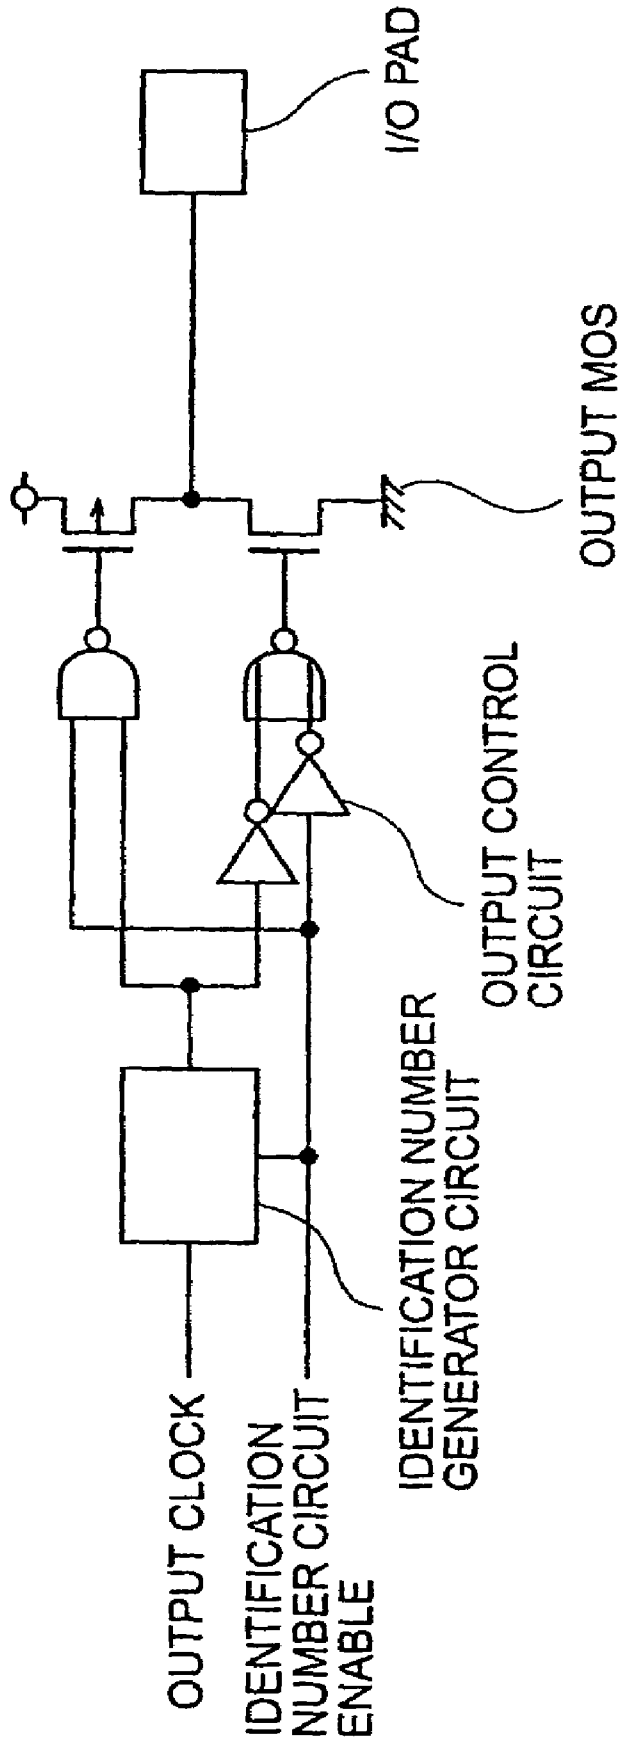 OUTPUT CLOCK
IDENTIFICATION
NUMBER CIRCUIT
ENABLE
IDENTIFICATION NUMBER
GENERATOR CIRCUIT
OUTPUT CONTROL
CIRCUIT
OUTPUT MOS
I/O PAD